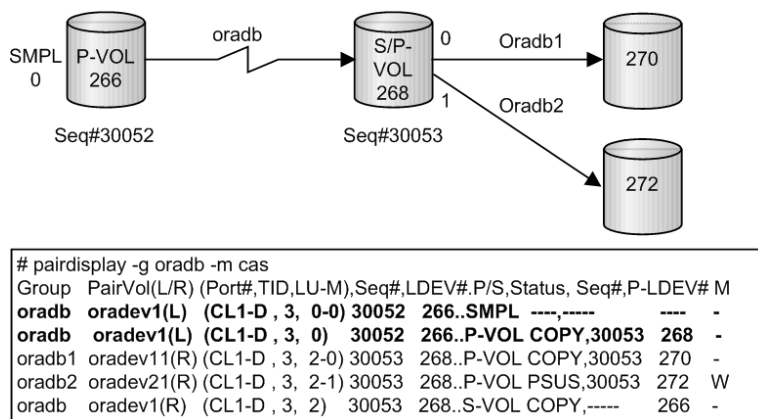 oradb
SMPL
0
P-VOL
266
S/P-
VOL
268
0
1
Oradb1
270
Oradb2
272
Seq#30052
Seq#30053
# pairdisplay -g oradb -m cas
Group PairVol(L/R) (Port#,TID,LU-M),Seq#,LDEV#.P/S,Status, Seq#,P-LDEV# M
oradb oradev1(L) (CL1-D , 3, 0-0) 30052 266..SMPL ----,----- ---- -
oradb oradev1(L) (CL1-D , 3, 0) 30052 266..P-VOL COPY,30053 268 -
oradb1 oradev11(R) (CL1-D , 3, 2-0) 30053 268..P-VOL COPY,30053 270 -
oradb2 oradev21(R) (CL1-D , 3, 2-1) 30053 268..P-VOL PSUS,30053 272 W
oradb oradev1(R) (CL1-D , 3, 2) 30053 268..S-VOL COPY,----- 266 -